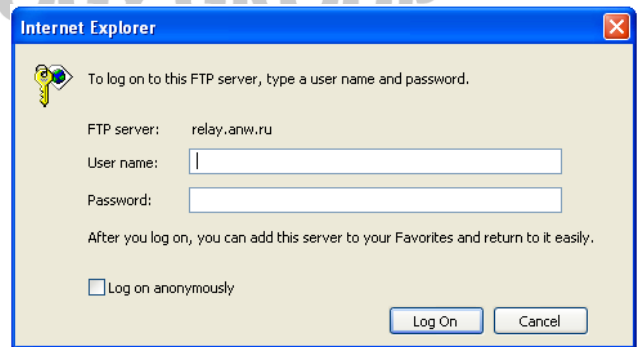 Internet Explorer
To log on to this FTP server, type a user name and password.
FTP server: relay.anw.ru
User name:
Password:
After you log on, you can add this server to your Favorites and return to it easily.
Log on anonymously
Log On Cancel